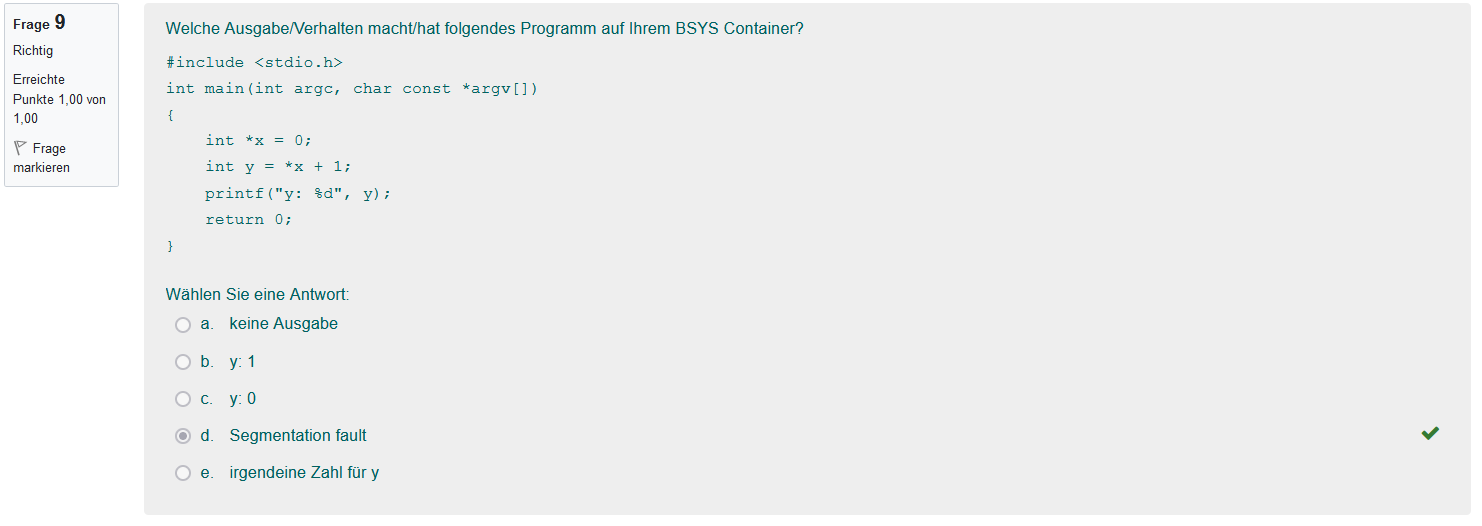 Frage 9
Richtig
Erreichte
Punkte 1,00 von
1,00
Frage
markieren
Welche Ausgabe/Verhalten macht/hat folgendes Programm auf Ihrem BSYS Container?
#include <stdio.h>
int main(int argc, char const *argv[])
{
    int *x = 0;
    int y = *x + 1;
    printf("y: %d", y);
    return 0;
}
Wählen Sie eine Antwort:
a. keine Ausgabe
b. y: 1
c. y: 0
d. Segmentation fault
e. irgendeine Zahl für y